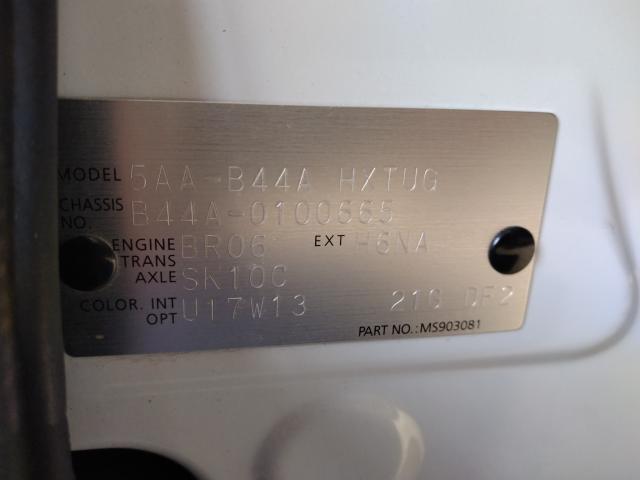 MODEL 5AA-B44A HXTUG
CHASSIS NO. B44A-0100665
ENGINE BR06 EXT H6NA
TRANS AXLE SK10C
COLOR. INT OPT U17W13 21G DF2
PART NO.: MS903081